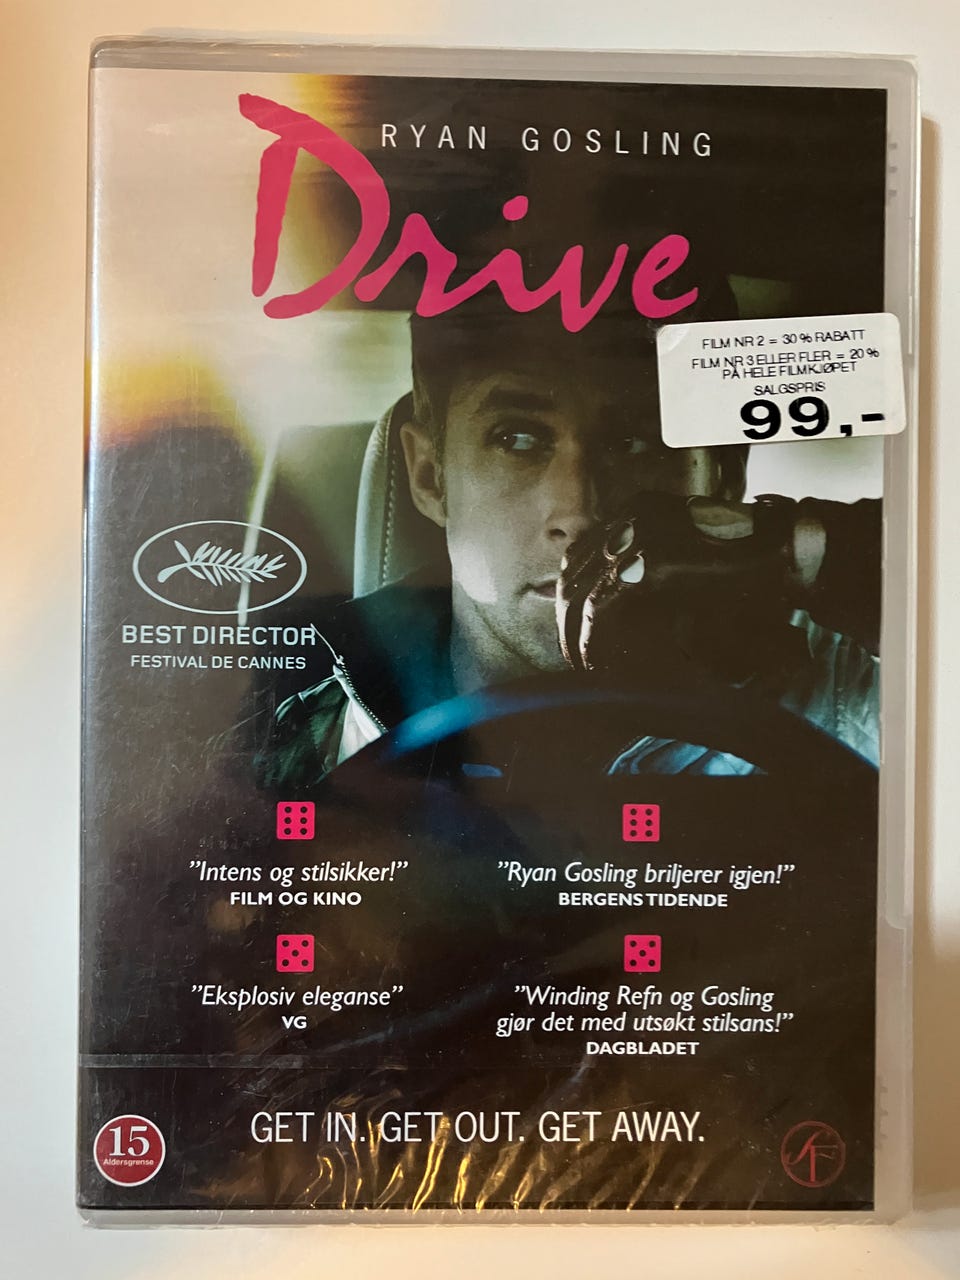 RYAN GOSLING
Drive
FILM NR 2 = 30 % RABATT
FILM NR 3 ELLER FLER = 20 %
PÅ HELE FILMKJØPET
SALGSPRIS
99,-
BEST DIRECTOR
FESTIVAL DE CANNES
”Intens og stilsikker!”
FILM OG KINO
”Ryan Gosling briljerer igjen!”
BERGENS TIDENDE
”Eksplosiv eleganse”
VG
”Winding Refn og Gosling
gjør det med utsøkt stilsans!”
DAGBLADET
GET IN. GET OUT. GET AWAY.
15
Aldersgrense
SF